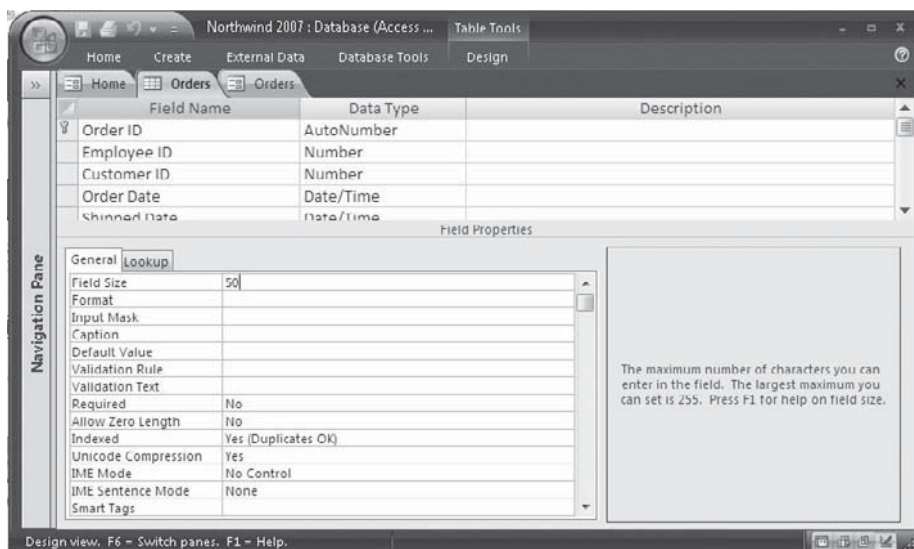 Northwind 2007 : Database (Access ... Table Tools
Home Create External Data Database Tools Design
Home Orders Orders
Field Name Data Type Description
Order ID AutoNumber
Employee ID Number
Customer ID Number
Order Date Date/Time
Shipped Date Date/Time
Field Properties
Navigation Pane
General Lookup
Field Size 50
Format
Input Mask
Caption
Default Value
Validation Rule
Validation Text
Required No
Allow Zero Length No
Indexed Yes (Duplicates OK)
Unicode Compression Yes
IME Mode No Control
IME Sentence Mode None
Smart Tags
The maximum number of characters you can
enter in the field. The largest maximum you
can set is 255. Press F1 for help on field size.
Design view. F6 = Switch panes. F1 = Help.